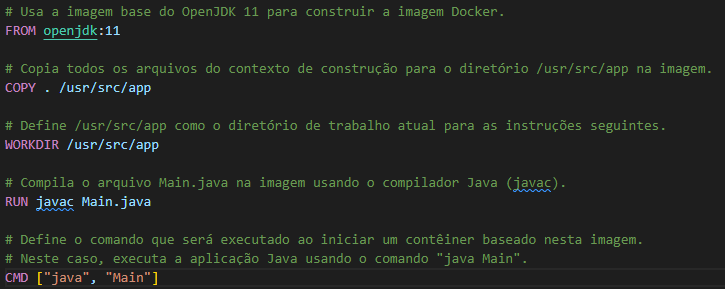 # Usa a imagem base do OpenJDK 11 para construir a imagem Docker.
FROM openjdk:11
# Copia todos os arquivos do contexto de construção para o diretório /usr/src/app na imagem.
COPY . /usr/src/app
# Define /usr/src/app como o diretório de trabalho atual para as instruções seguintes.
WORKDIR /usr/src/app
# Compila o arquivo Main.java na imagem usando o compilador Java (javac).
RUN javac Main.java
# Define o comando que será executado ao iniciar um contêiner baseado nesta imagem.
# Neste caso, executa a aplicação Java usando o comando "java Main".
CMD ["java", "Main"]